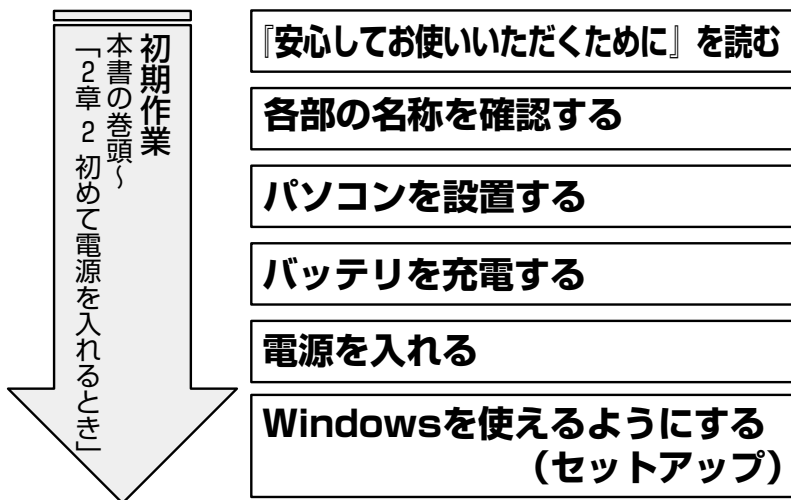 初期作業
本書の巻頭~
「2章 2 初めて電源を入れるとき」
『安心してお使いいただくために』を読む
各部の名称を確認する
パソコンを設置する
バッテリを充電する
電源を入れる
Windowsを使えるようにする
(セットアップ)